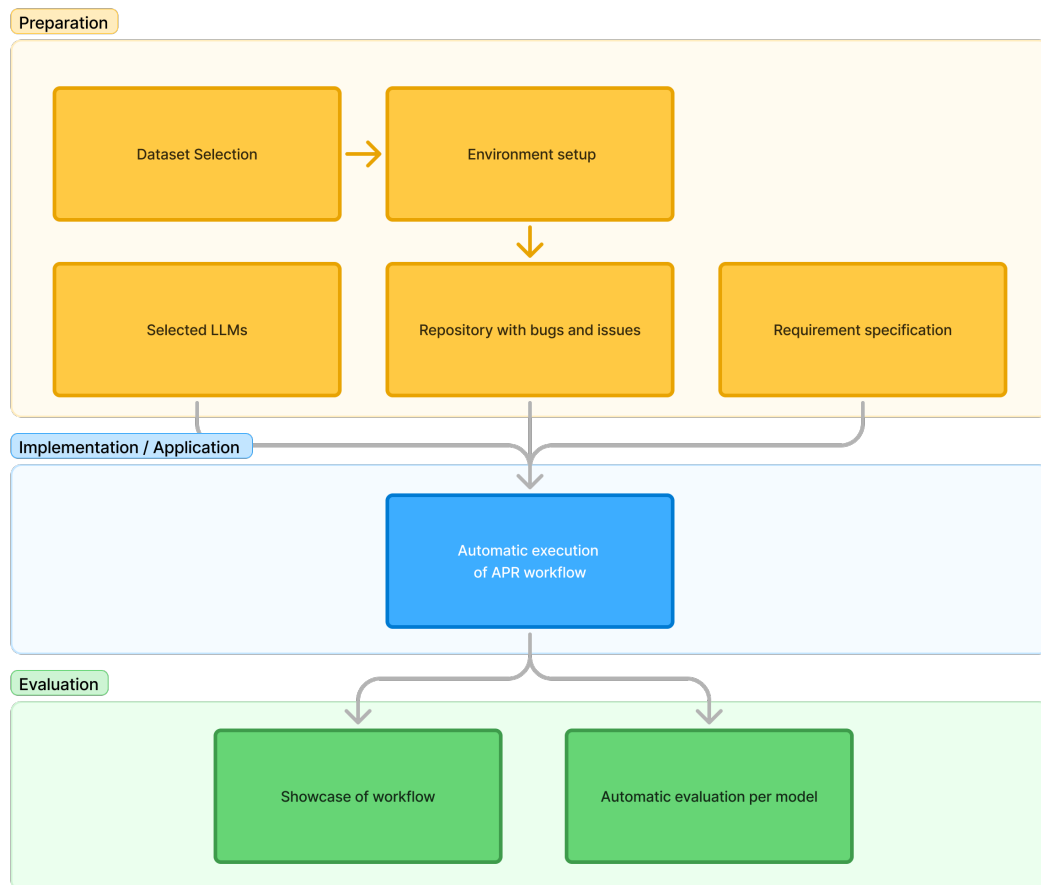 Preparation
Dataset Selection
Environment setup
Selected LLMs
Repository with bugs and issues
Requirement specification
Implementation / Application
Automatic execution
of APR workflow
Evaluation
Showcase of workflow
Automatic evaluation per model